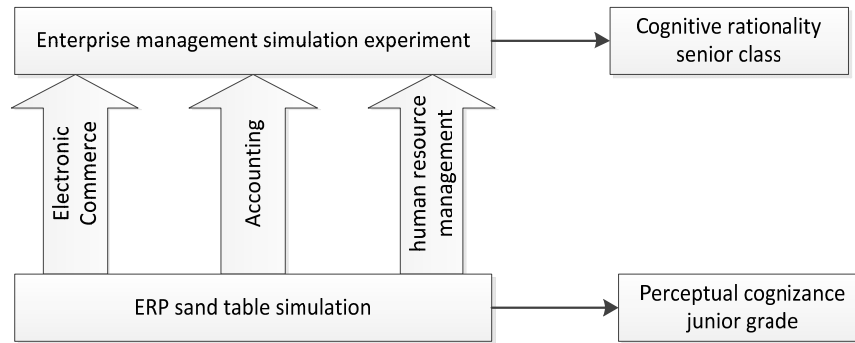 Enterprise management simulation experiment
Cognitive rationality
senior class
Electronic
Commerce
Accounting
human resource
management
ERP sand table simulation
Perceptual cognizance
junior grade